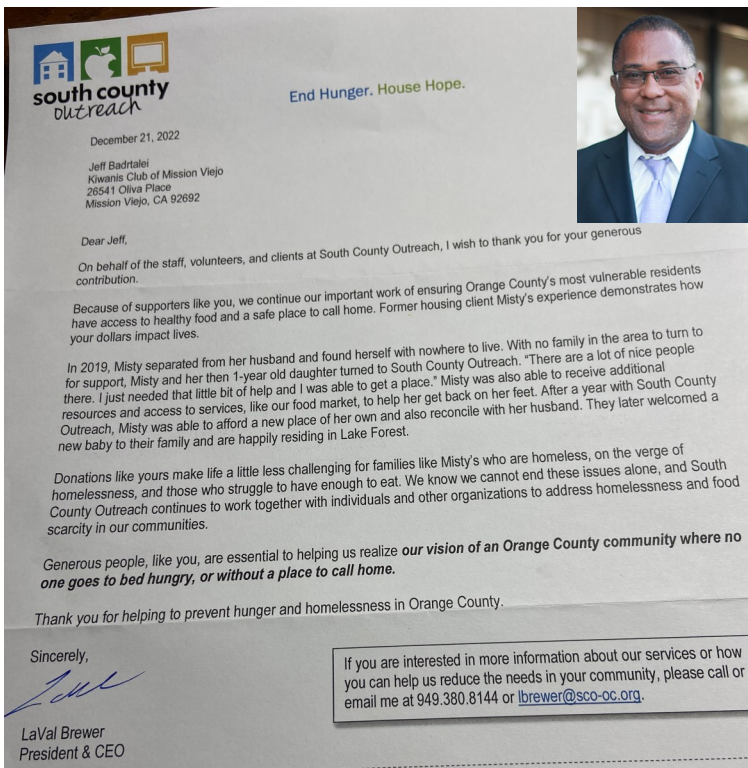 south county
outreach
End Hunger. House Hope.
December 21, 2022
Jeff Badrtalei
Kiwanis Club of Mission Viejo
26541 Oliva Place
Mission Viejo, CA 92692
Dear Jeff,
On behalf of the staff, volunteers, and clients at South County Outreach, I wish to thank you for your generous
contribution.
Because of supporters like you, we continue our important work of ensuring Orange County's most vulnerable residents
have access to healthy food and a safe place to call home. Former housing client Misty's experience demonstrates how
your dollars impact lives.
In 2019, Misty separated from her husband and found herself with nowhere to live. With no family in the area to turn to
for support, Misty and her then 1-year old daughter turned to South County Outreach. "There are a lot of nice people
there. I just needed that little bit of help and I was able to get a place." Misty was also able to receive additional
resources and access to services, like our food market, to help her get back on her feet. After a year with South County
Outreach, Misty was able to afford a new place of her own and also reconcile with her husband. They later welcomed a
new baby to their family and are happily residing in Lake Forest.
Donations like yours make life a little less challenging for families like Misty's who are homeless, on the verge of
homelessness, and those who struggle to have enough to eat. We know we cannot end these issues alone, and South
County Outreach continues to work together with individuals and other organizations to address homelessness and food
scarcity in our communities.
Generous people, like you, are essential to helping us realize our vision of an Orange County community where no
one goes to bed hungry, or without a place to call home.
Thank you for helping to prevent hunger and homelessness in Orange County.
Sincerely,
LaVal Brewer
President & CEO
If you are interested in more information about our services or how
you can help us reduce the needs in your community, please call or
email me at 949.380.8144 or lbrewer@sco-oc.org.